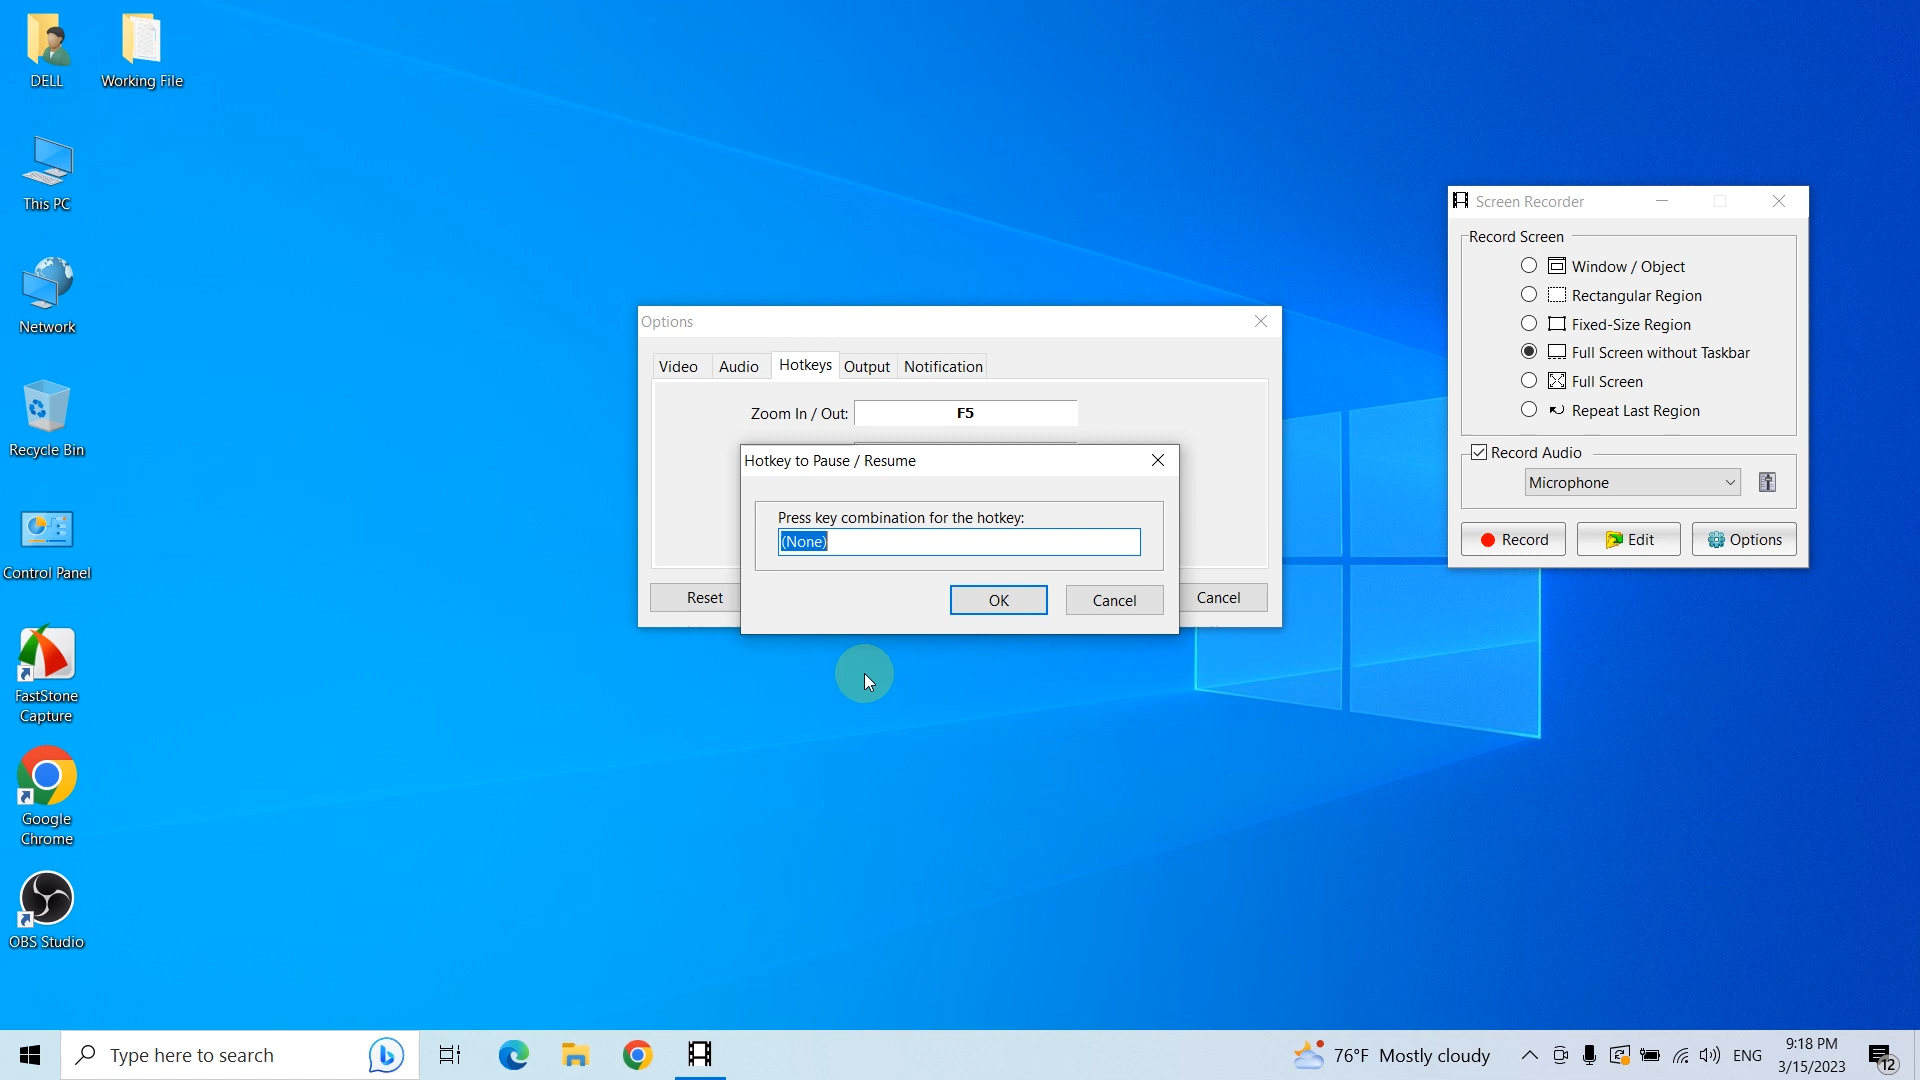 DELL
Working File
This PC
Network
Recycle Bin
Control Panel
FastStone
Capture
Google
Chrome
OBS Studio
Options
Video Audio Hotkeys Output Notification
Zoom In / Out: F5
Reset
Cancel
Hotkey to Pause / Resume
Press key combination for the hotkey:
(None)
OK Cancel
Screen Recorder
Record Screen
Window / Object
Rectangular Region
Fixed-Size Region
Full Screen without Taskbar
Full Screen
Repeat Last Region
Record Audio
Microphone
Record Edit Options
Type here to search
76°F Mostly cloudy
ENG
9:18 PM
3/15/2023
12